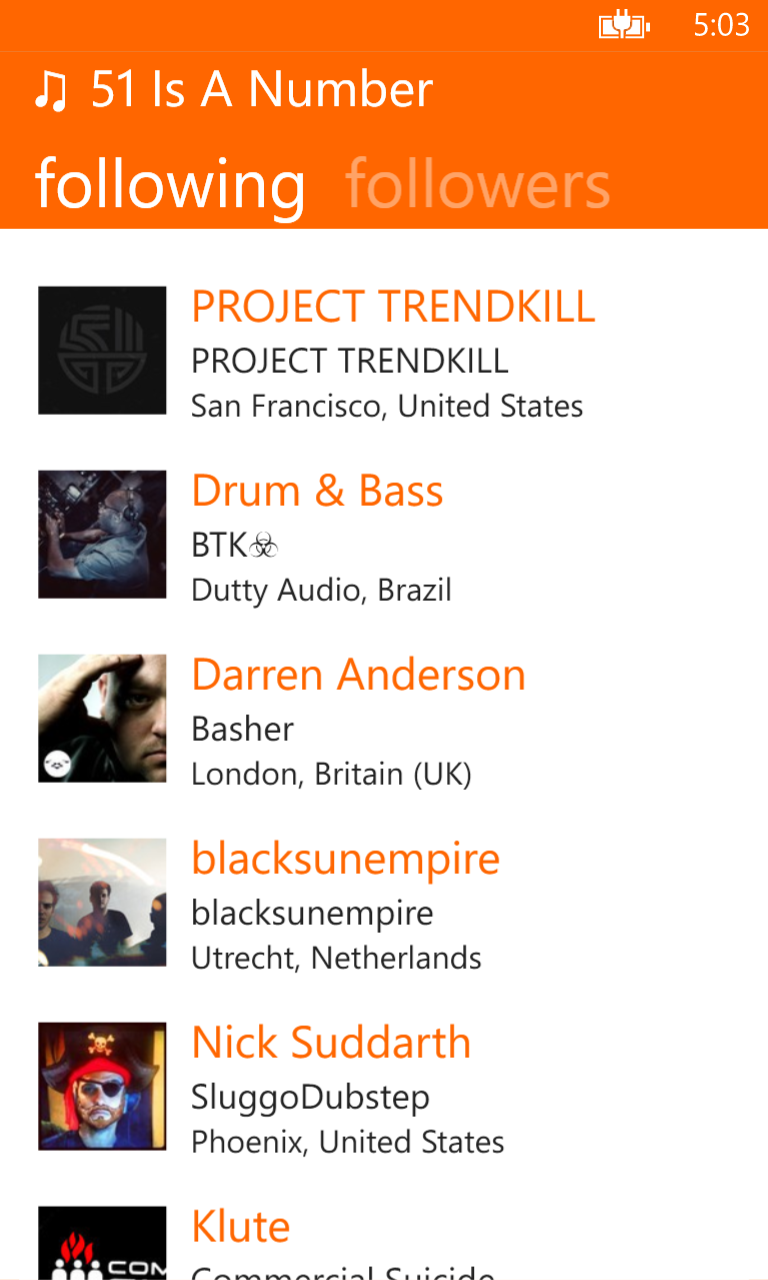 5:03
51 Is A Number
following followers
PROJECT TRENDKILL
PROJECT TRENDKILL
San Francisco, United States
Drum & Bass
BTK☣
Dutty Audio, Brazil
Darren Anderson
Basher
London, Britain (UK)
blacksunempire
blacksunempire
Utrecht, Netherlands
Nick Suddarth
SluggoDubstep
Phoenix, United States
Klute
COM
Commercial Suicide